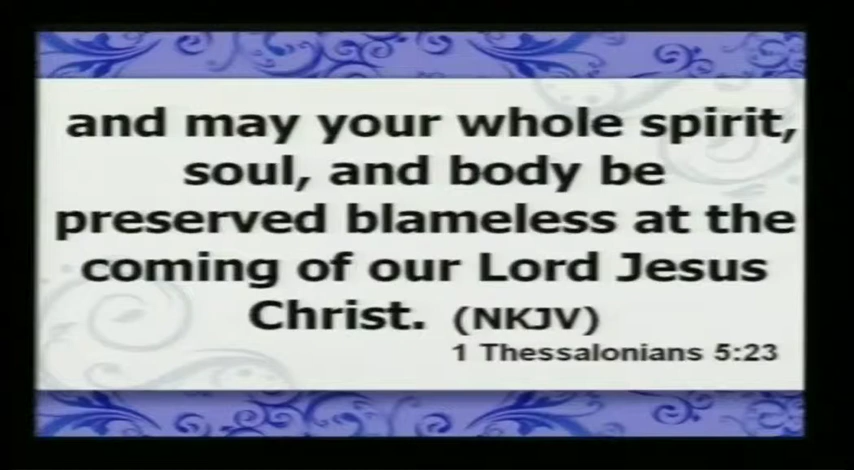 and may your whole spirit,
soul, and body be
preserved blameless at the
coming of our Lord Jesus
Christ. (NKJV)
1 Thessalonians 5:23